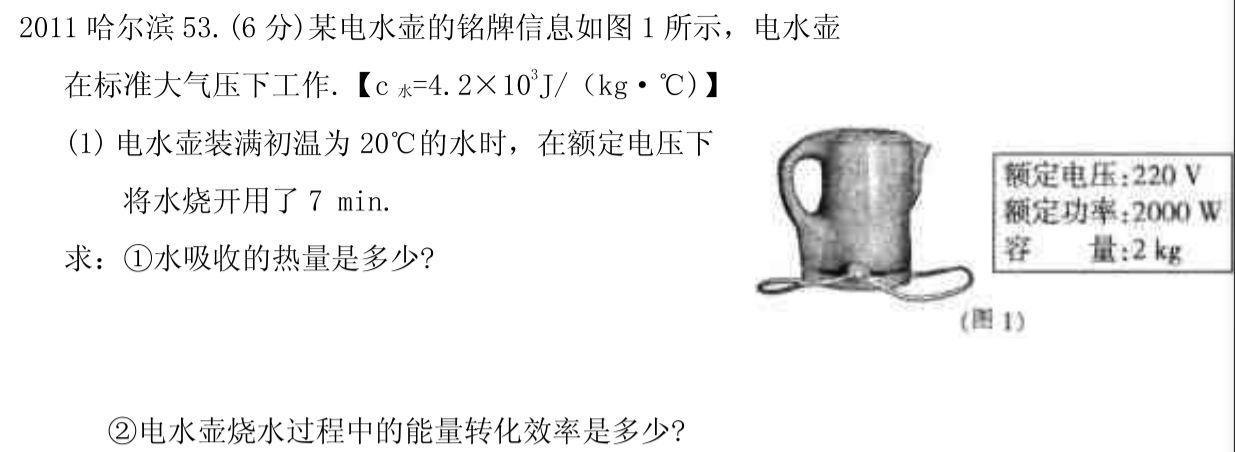 2011 哈尔滨 53. (6 分)某电水壶的铭牌信息如图 1 所示，电水壶
在标准大气压下工作. 【c 水=4. 2×10³J/（kg• ℃)】
(1) 电水壶装满初温为 20℃的水时，在额定电压下
将水烧开用了 7 min.
求：①水吸收的热量是多少?
额定电压:220 V
额定功率:2000 W
容 量:2 kg
(图 1)
②电水壶烧水过程中的能量转化效率是多少?